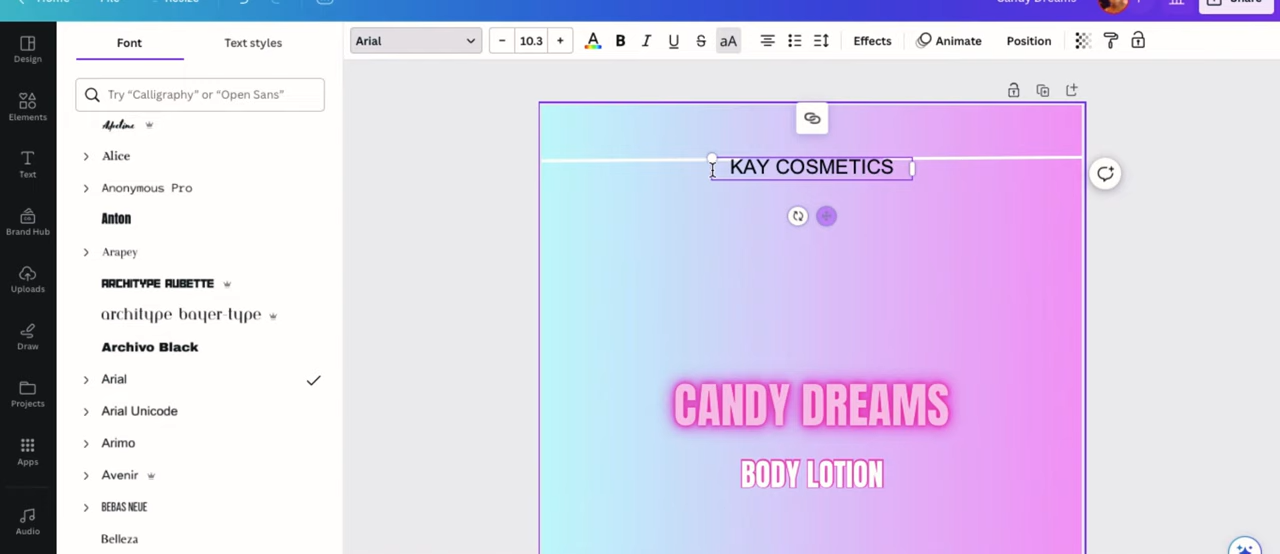 Home File Resize Candy Dreams Share
Design
Elements
Text
Brand Hub
Uploads
Draw
Projects
Apps
Audio
Font Text styles
Try “Calligraphy” or “Open Sans”
Adeline
Alice
Anonymous Pro
Anton
Arapey
ARCHITYPE AUBETTE
architype bayer-type
Archivo Black
Arial
Arial Unicode
Arimo
Avenir
BEBAS NEUE
Belleza
Arial – 10.3 + A B I U S aA Effects Animate Position
KAY COSMETICS
CANDY DREAMS
BODY LOTION